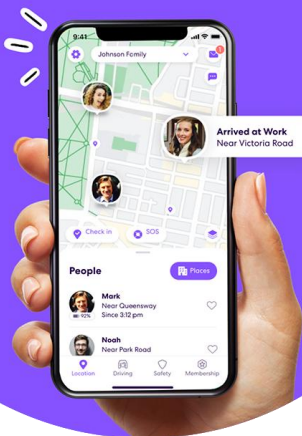 9:41
Johnson Family
1
Arrived at Work
Near Victoria Road
Check in
SOS
People
Places
Mark
Near Queensway
Since 3:12 pm
92%
Noah
Near Park Road
Location
Driving
Safety
Membership